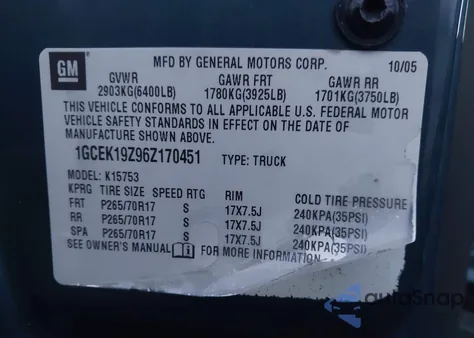 GM
MFD BY GENERAL MOTORS CORP.
10/05
GVWR GAWR FRT GAWR RR
2903KG(6400LB) 1780KG(3925LB) 1701KG(3750LB)
THIS VEHICLE CONFORMS TO ALL APPLICABLE U.S. FEDERAL MOTOR
VEHICLE SAFETY STANDARDS IN EFFECT ON THE DATE OF
MANUFACTURE SHOWN ABOVE.
1GCEK19Z96Z170451 TYPE: TRUCK
MODEL: K15753
KPRG TIRE SIZE SPEED RTG RIM COLD TIRE PRESSURE
FRT P265/70R17 S 17X7.5J 240KPA(35PSI)
RR P265/70R17 S 17X7.5J 240KPA(35PSI)
SPA P265/70R17 S 17X7.5J 240KPA(35PSI)
SEE OWNER'S MANUAL i FOR MORE INFORMATION
autoSnap